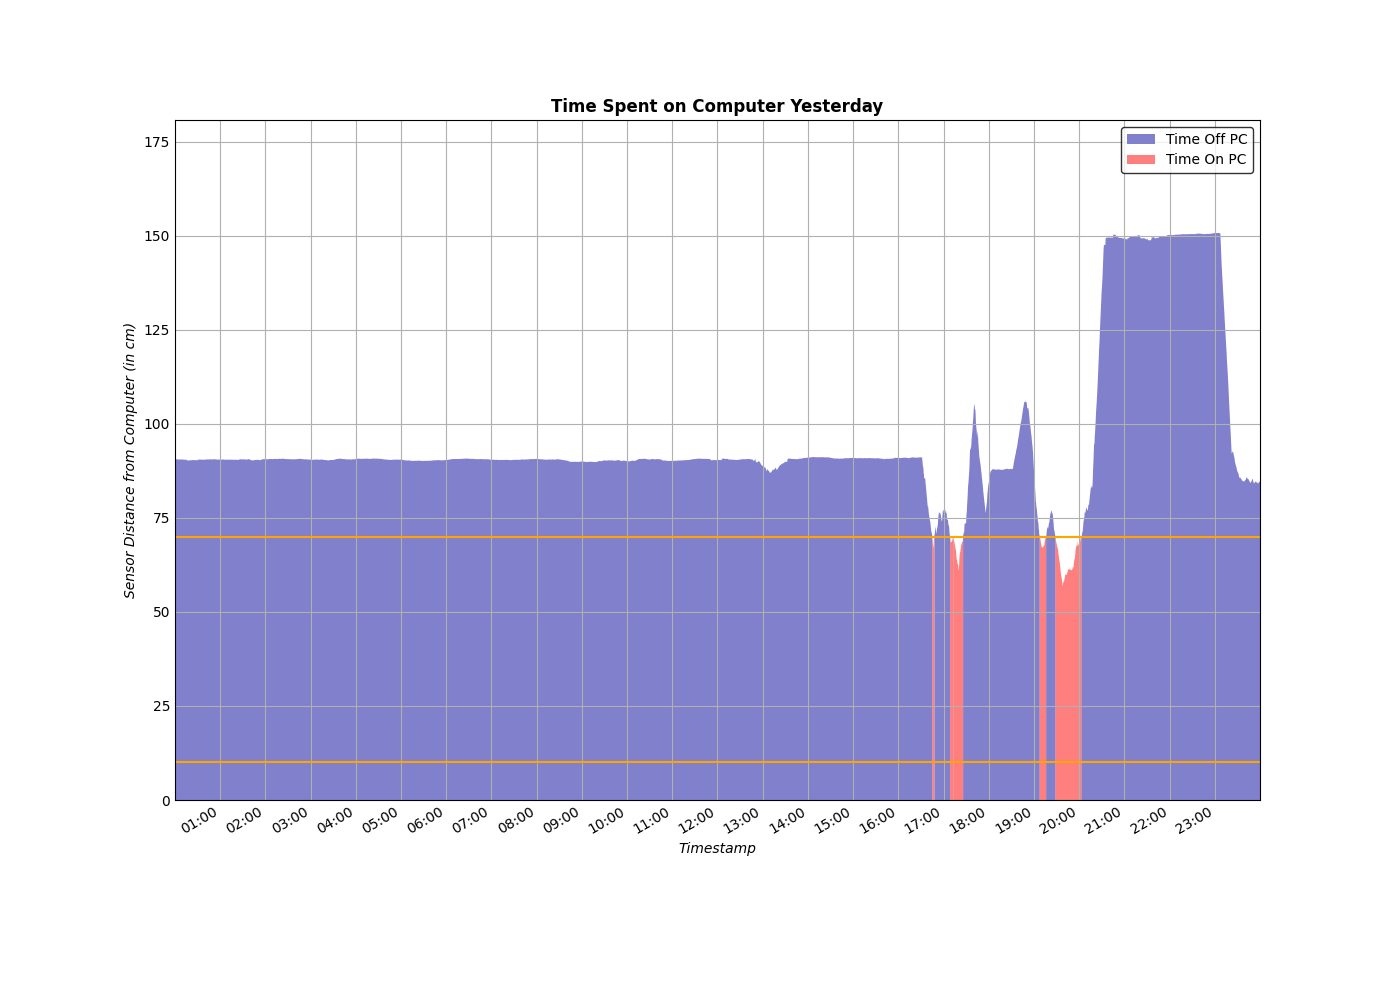 Time Spent on Computer Yesterday
Time Off PC
Time On PC
175
150
125
100
75
50
25
0
Sensor Distance from Computer (in cm)
01:00 02:00 03:00 04:00 05:00 06:00 07:00 08:00 09:00 10:00 11:00 12:00 13:00 14:00 15:00 16:00 17:00 18:00 19:00 20:00 21:00 22:00 23:00
Timestamp